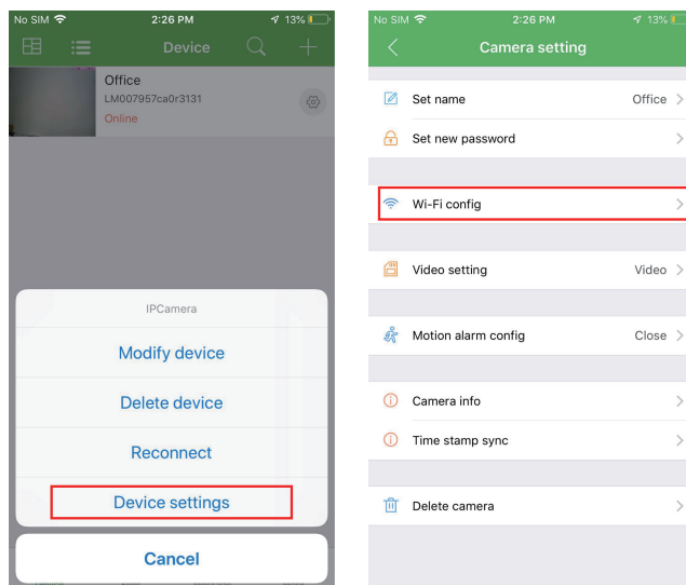 No SIM 2:26 PM 13%
Device
Office
LM007957ca0r3131
Online
IPCamera
Modify device
Delete device
Reconnect
Device settings
Cancel
No SIM 2:26 PM 13%
Camera setting
Set name Office
Set new password
Wi-Fi config
Video setting Video
Motion alarm config Close
Camera info
Time stamp sync
Delete camera